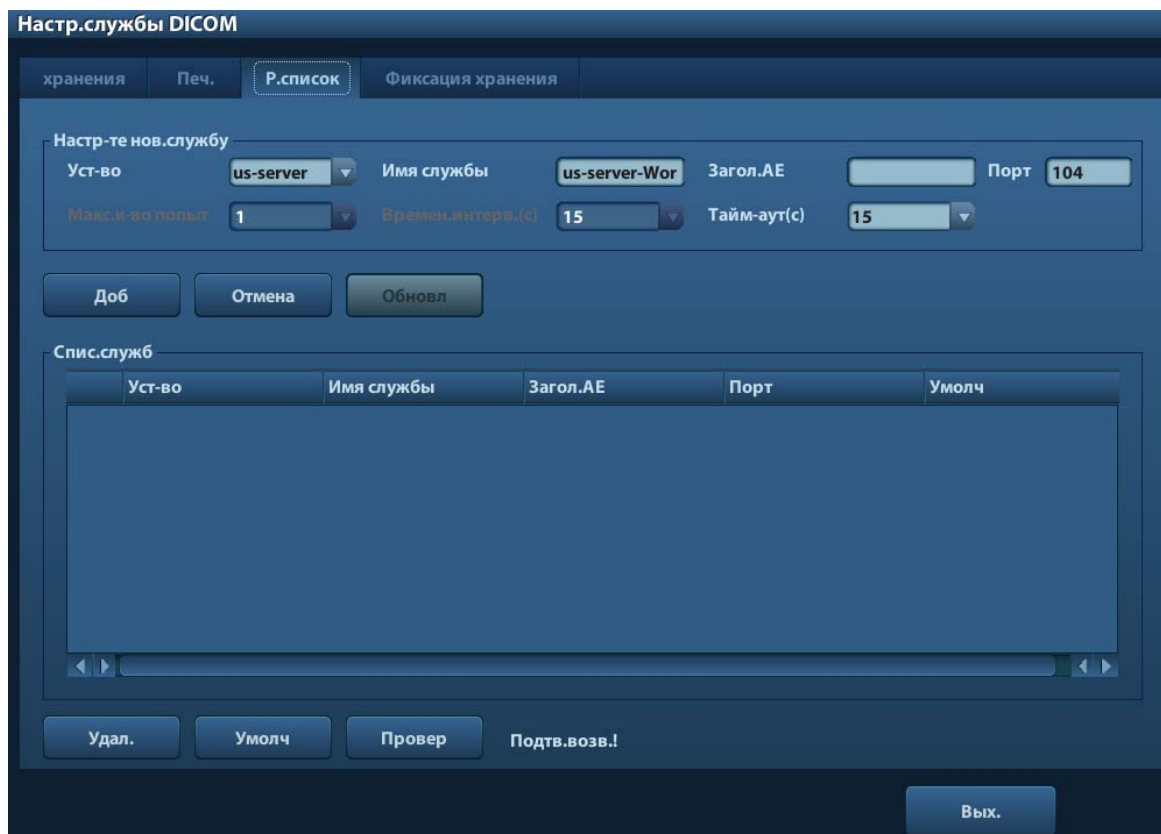 Настр.службы DICOM
хранения Печ. Р.список Фиксация хранения
Настр-те нов.службу
Уст-во us-server Имя службы us-server-Wor Загол.АЕ Порт 104
Макс.к-во попыт 1 Времен.интерв.(с) 15 Тайм-аут(с) 15
Доб Отмена Обновл
Спис.служб
Уст-во Имя службы Загол.АЕ Порт Умолч
Удал. Умолч Провер Подтв.возв.!
Вых.